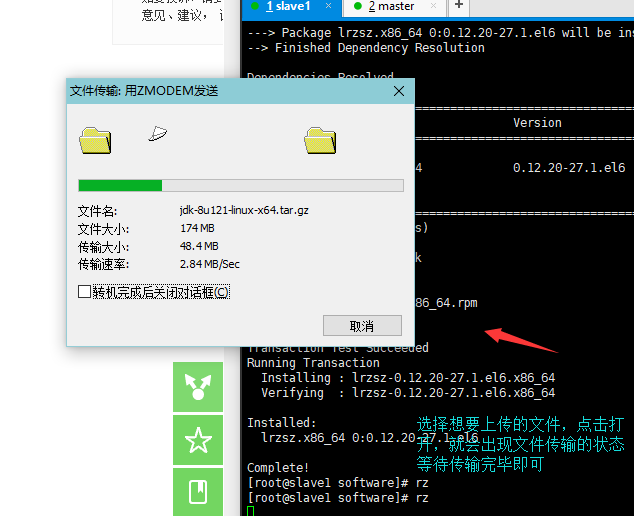 意见、建议，
1 slave1
×
2 master
×
+
---> Package lrzsz.x86_64 0:0.12.20-27.1.el6 will be ins
--> Finished Dependency Resolution
Dependencies Resolved
文件传输: 用ZMODEM发送
Version
4 0.12.20-27.1.el6
s)
k
86_64.rpm
文件名: jdk-8u121-linux-x64.tar.gz
文件大小: 174 MB
传输大小: 48.4 MB
传输速率: 2.84 MB/Sec
转机完成后关闭对话框(C)
取消
Transaction Test Succeeded
Running Transaction
Installing : lrzsz-0.12.20-27.1.el6.x86_64
Verifying  : lrzsz-0.12.20-27.1.el6.x86_64
Installed:
lrzsz.x86_64 0:0.12.20-27.1.el6
选择想要上传的文件，点击打
开，就会出现文件传输的状态
等待传输完毕即可
Complete!
[root@slave1 software]# rz
[root@slave1 software]# rz